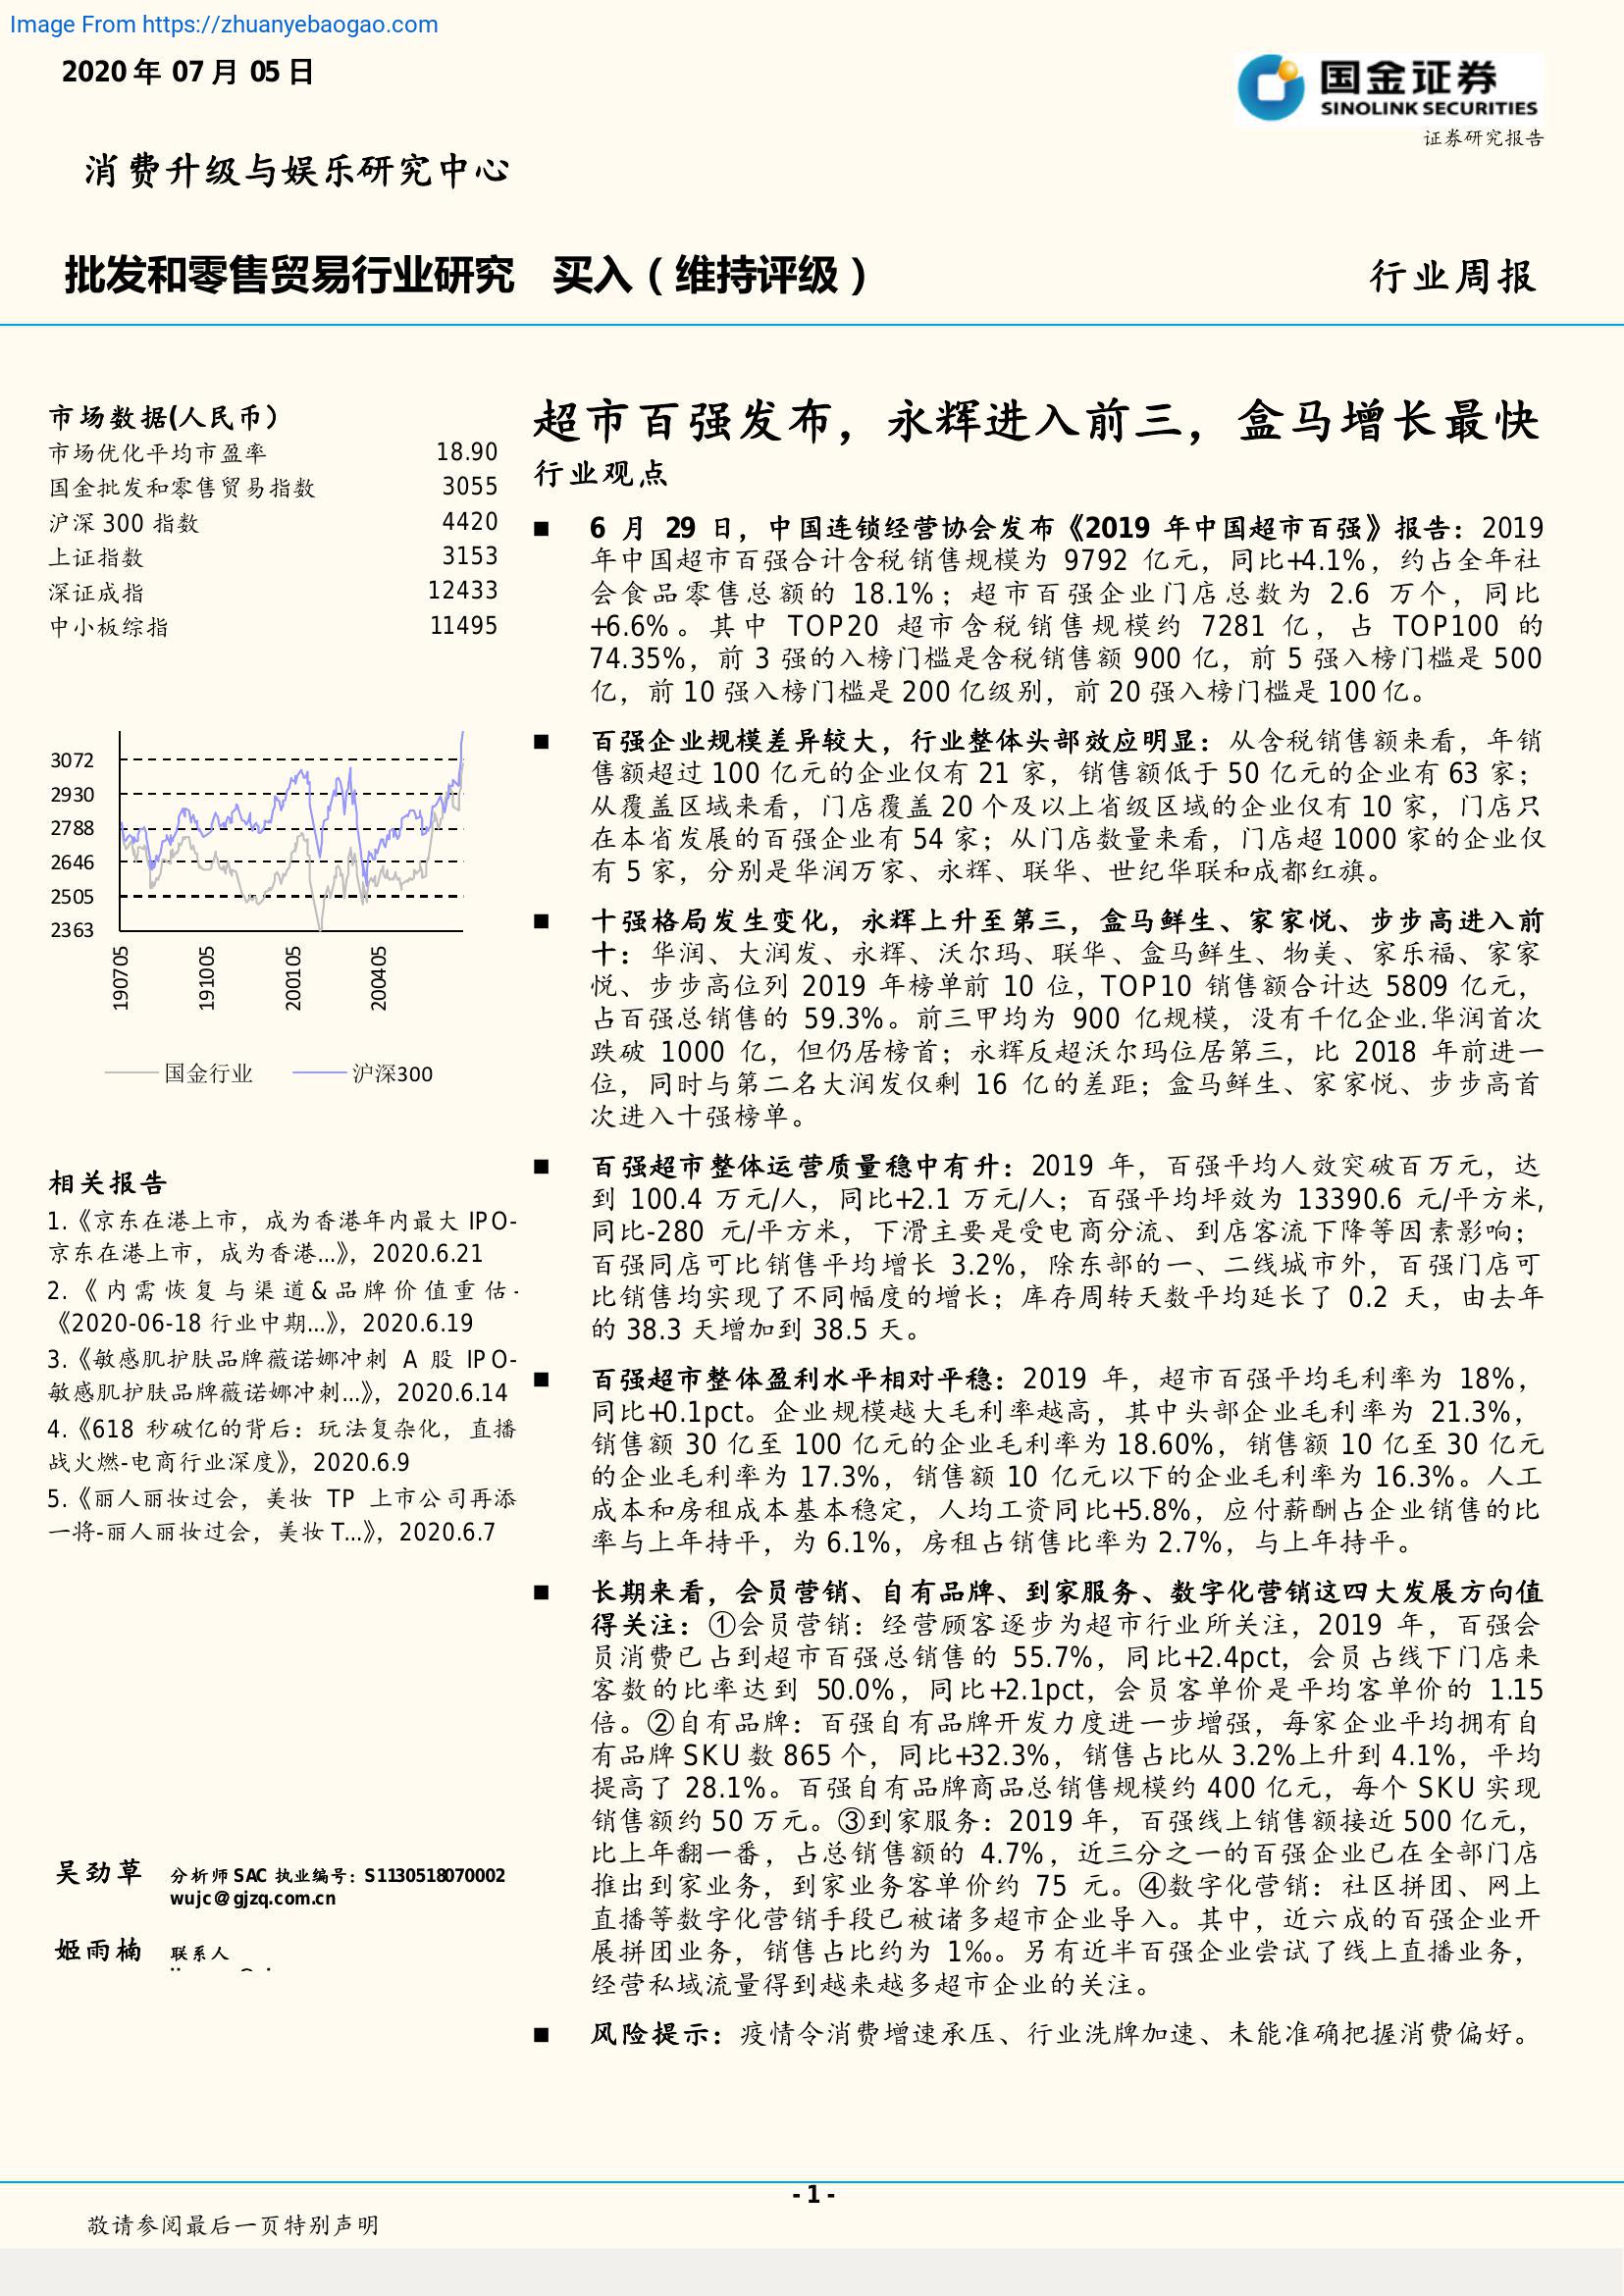 Image From https://zhuanyebaogao.com
2020 年 07 月 05 日
国金证券
SINOLINK SECURITIES
证券研究报告
消费升级与娱乐研究中心
批发和零售贸易行业研究 买入（维持评级）
行业周报
市场数据(人民币）
市场优化平均市盈率 18.90
国金批发和零售贸易指数 3055
沪深 300 指数 4420
上证指数 3153
深证成指 12433
中小板综指 11495
3072
2930
2788
2646
2505
2363
190705
191005
200105
200405
国金行业 沪深300
相关报告
1.《京东在港上市，成为香港年内最大 IPO-
京东在港上市，成为香港...》，2020.6.21
2.《内需恢复与渠道&品牌价值重估-
《2020-06-18 行业中期...》，2020.6.19
3.《敏感肌护肤品牌薇诺娜冲刺 A 股 IPO-
敏感肌护肤品牌薇诺娜冲刺...》，2020.6.14
4.《618 秒破亿的背后：玩法复杂化，直播
战火燃-电商行业深度》，2020.6.9
5.《丽人丽妆过会，美妆 TP 上市公司再添
一将-丽人丽妆过会，美妆 T...》，2020.6.7
吴劲草 分析师 SAC 执业编号：S1130518070002
wujc@gjzq.com.cn
姬雨楠 联系人
超市百强发布，永辉进入前三，盒马增长最快
行业观点
■ 6 月 29 日，中国连锁经营协会发布《2019 年中国超市百强》报告：2019
年中国超市百强合计含税销售规模为 9792 亿元，同比+4.1%，约占全年社
会食品零售总额的 18.1%；超市百强企业门店总数为 2.6 万个，同比
+6.6%。其中 TOP20 超市含税销售规模约 7281 亿，占 TOP100 的
74.35%，前 3 强的入榜门槛是含税销售额 900 亿，前 5 强入榜门槛是 500
亿，前 10 强入榜门槛是 200 亿级别，前 20 强入榜门槛是 100 亿。
■ 百强企业规模差异较大，行业整体头部效应明显：从含税销售额来看，年销
售额超过 100 亿元的企业仅有 21 家，销售额低于 50 亿元的企业有 63 家；
从覆盖区域来看，门店覆盖 20 个及以上省级区域的企业仅有 10 家，门店只
在本省发展的百强企业有 54 家；从门店数量来看，门店超 1000 家的企业仅
有 5 家，分别是华润万家、永辉、联华、世纪华联和成都红旗。
■ 十强格局发生变化，永辉上升至第三，盒马鲜生、家家悦、步步高进入前
十：华润、大润发、永辉、沃尔玛、联华、盒马鲜生、物美、家乐福、家家
悦、步步高位列 2019 年榜单前 10 位，TOP10 销售额合计达 5809 亿元，
占百强总销售的 59.3%。前三甲均为 900 亿规模，没有千亿企业.华润首次
跌破 1000 亿，但仍居榜首；永辉反超沃尔玛位居第三，比 2018 年前进一
位，同时与第二名大润发仅剩 16 亿的差距；盒马鲜生、家家悦、步步高首
次进入十强榜单。
■ 百强超市整体运营质量稳中有升：2019 年，百强平均人效突破百万元，达
到 100.4 万元/人，同比+2.1 万元/人；百强平均坪效为 13390.6 元/平方米，
同比-280 元/平方米，下滑主要是受电商分流、到店客流下降等因素影响；
百强同店可比销售平均增长 3.2%，除东部的一、二线城市外，百强门店可
比销售均实现了不同幅度的增长；库存周转天数平均延长了 0.2 天，由去年
的 38.3 天增加到 38.5 天。
■ 百强超市整体盈利水平相对平稳：2019 年，超市百强平均毛利率为 18%，
同比+0.1pct。企业规模越大毛利率越高，其中头部企业毛利率为 21.3%，
销售额 30 亿至 100 亿元的企业毛利率为 18.60%，销售额 10 亿至 30 亿元
的企业毛利率为 17.3%，销售额 10 亿元以下的企业毛利率为 16.3%。人工
成本和房租成本基本稳定，人均工资同比+5.8%，应付薪酬占企业销售的比
率与上年持平，为 6.1%，房租占销售比率为 2.7%，与上年持平。
■ 长期来看，会员营销、自有品牌、到家服务、数字化营销这四大发展方向值
得关注：①会员营销：经营顾客逐步为超市行业所关注，2019 年，百强会
员消费已占到超市百强总销售的 55.7%，同比+2.4pct，会员占线下门店来
客数的比率达到 50.0%，同比+2.1pct，会员客单价是平均客单价的 1.15
倍。②自有品牌：百强自有品牌开发力度进一步增强，每家企业平均拥有自
有品牌 SKU 数 865 个，同比+32.3%，销售占比从 3.2%上升到 4.1%，平均
提高了 28.1%。百强自有品牌商品总销售规模约 400 亿元，每个 SKU 实现
销售额约 50 万元。③到家服务：2019 年，百强线上销售额接近 500 亿元，
比上年翻一番，占总销售额的 4.7%，近三分之一的百强企业已在全部门店
推出到家业务，到家业务客单价约 75 元。④数字化营销：社区拼团、网上
直播等数字化营销手段已被诸多超市企业导入。其中，近六成的百强企业开
展拼团业务，销售占比约为 1‰。另有近半百强企业尝试了线上直播业务，
经营私域流量得到越来越多超市企业的关注。
■ 风险提示：疫情令消费增速承压、行业洗牌加速、未能准确把握消费偏好。
- 1 -
敬请参阅最后一页特别声明